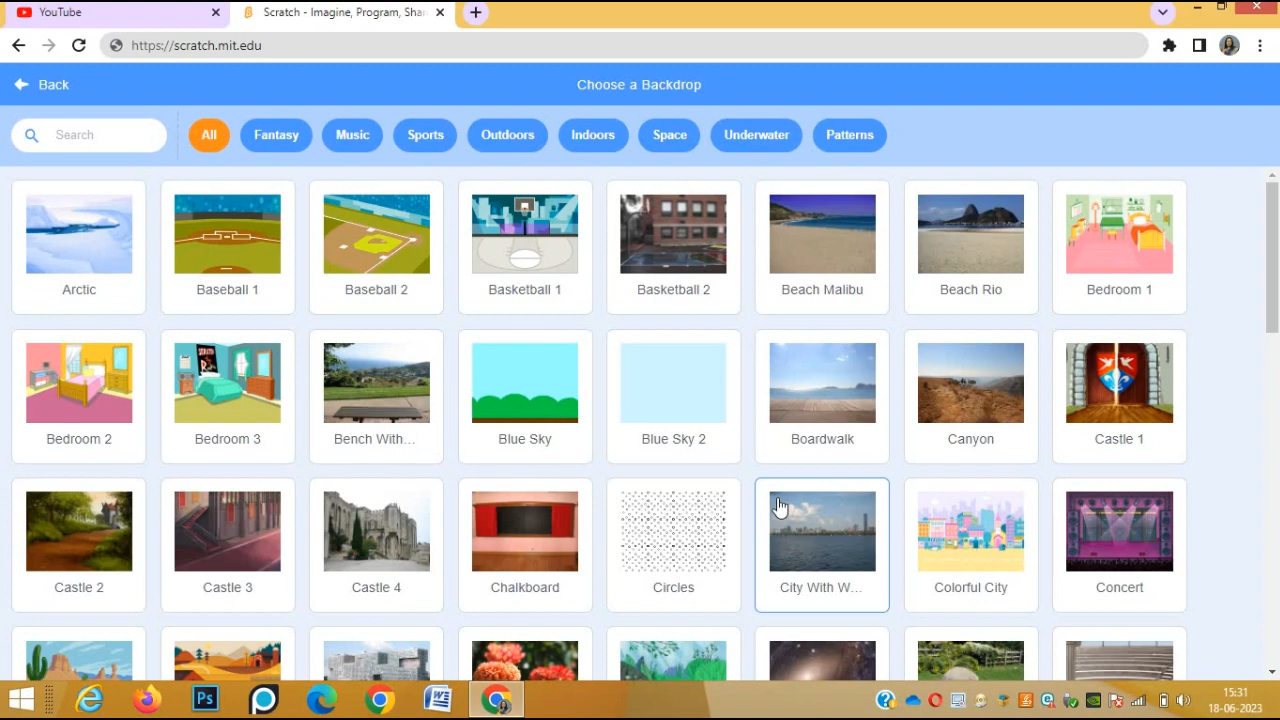 YouTube
Scratch - Imagine, Program, Shar
https://scratch.mit.edu
Back
Choose a Backdrop
Search
All
Fantasy
Music
Sports
Outdoors
Indoors
Space
Underwater
Patterns
Arctic
Baseball 1
Baseball 2
Basketball 1
Basketball 2
Beach Malibu
Beach Rio
Bedroom 1
Bedroom 2
Bedroom 3
Bench With...
Blue Sky
Blue Sky 2
Boardwalk
Canyon
Castle 1
Castle 2
Castle 3
Castle 4
Chalkboard
Circles
City With W...
Colorful City
Concert
15:31
18-06-2023